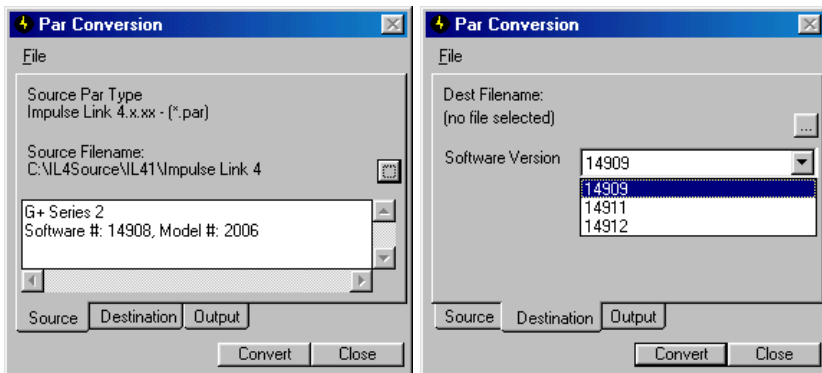 Par Conversion
File
Source Par Type
Impulse Link 4.x.xx - (*.par)
Source Filename:
C:\IL4Source\IL41\Impulse Link 4
G+ Series 2
Software #: 14908, Model #: 2006
Source Destination Output
Convert Close
Par Conversion
File
Dest Filename:
(no file selected)
...
Software Version 14909
14909
14911
14912
Source Destination Output
Convert Close